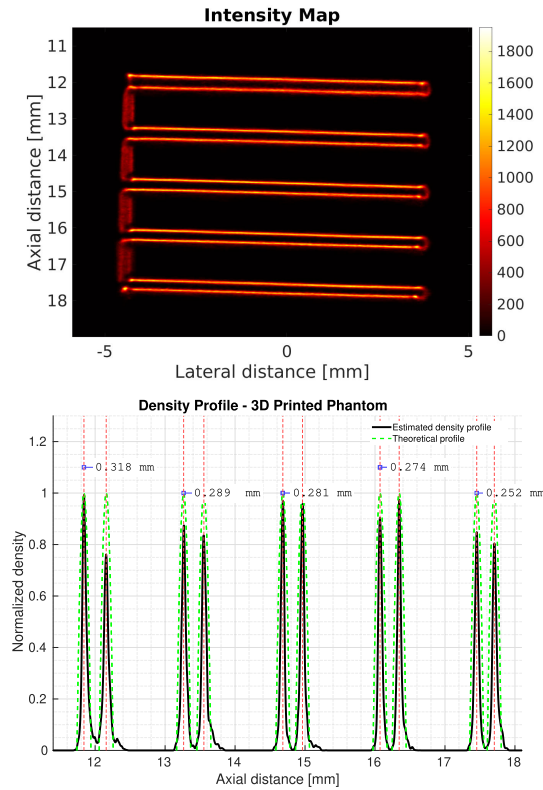 Intensity Map
11
12
13
14
15
16
17
18
Axial distance [mm]
-5
0
5
Lateral distance [mm]
1800
1600
1400
1200
1000
800
600
400
200
0
Density Profile - 3D Printed Phantom
Estimated density profile
Theoretical profile
0.318 mm
0.289 mm
0.281 mm
0.274 mm
0.252 mm
1.2
1
0.8
0.6
0.4
0.2
0
Normalized density
12
13
14
15
16
17
18
Axial distance [mm]